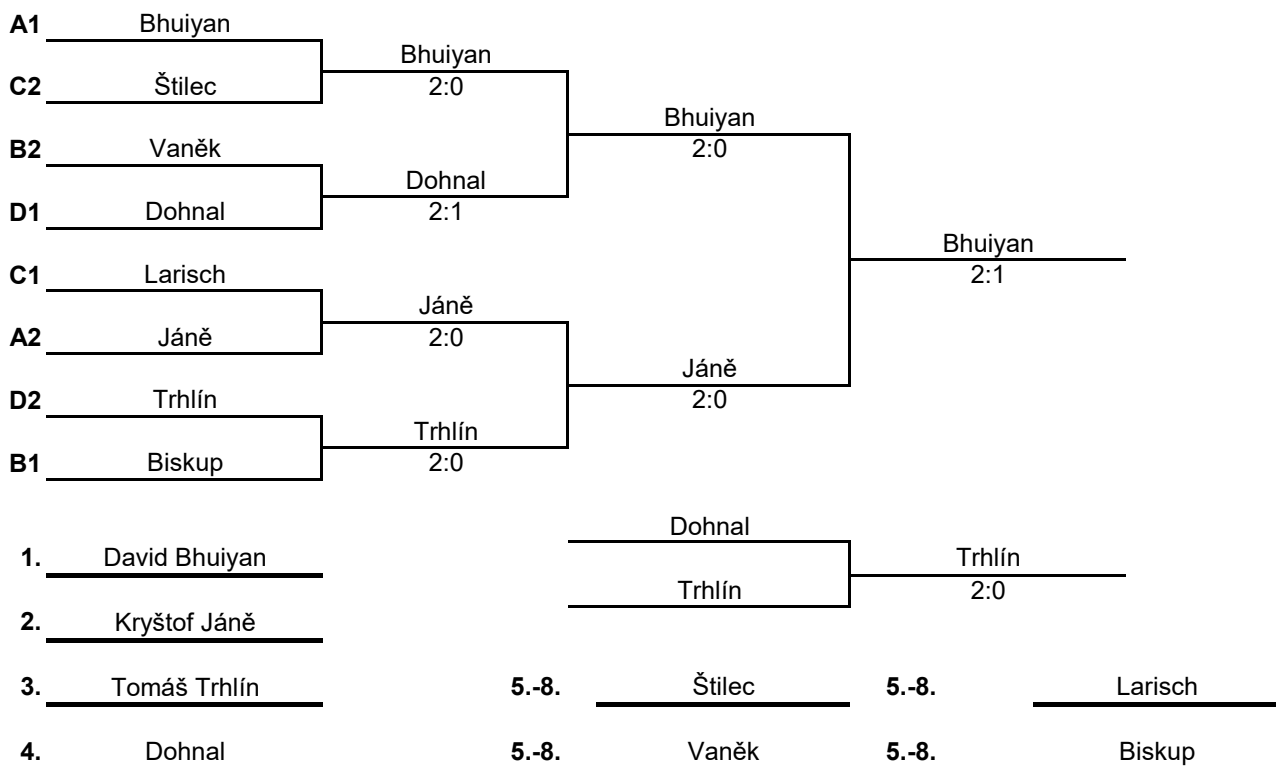 A1 Bhuiyan
Bhuiyan
C2 Štilec 2:0
Bhuiyan
B2 Vaněk 2:0
Dohnal
D1 Dohnal 2:1
Bhuiyan
C1 Larisch 2:1
Jáně
A2 Jáně 2:0
Jáně
D2 Trhlín 2:0
Trhlín
B1 Biskup 2:0
Dohnal
1. David Bhuiyan Trhlín
Trhlín 2:0
2. Kryštof Jáně
3. Tomáš Trhlín 5.-8. Štilec 5.-8. Larisch
4. Dohnal 5.-8. Vaněk 5.-8. Biskup